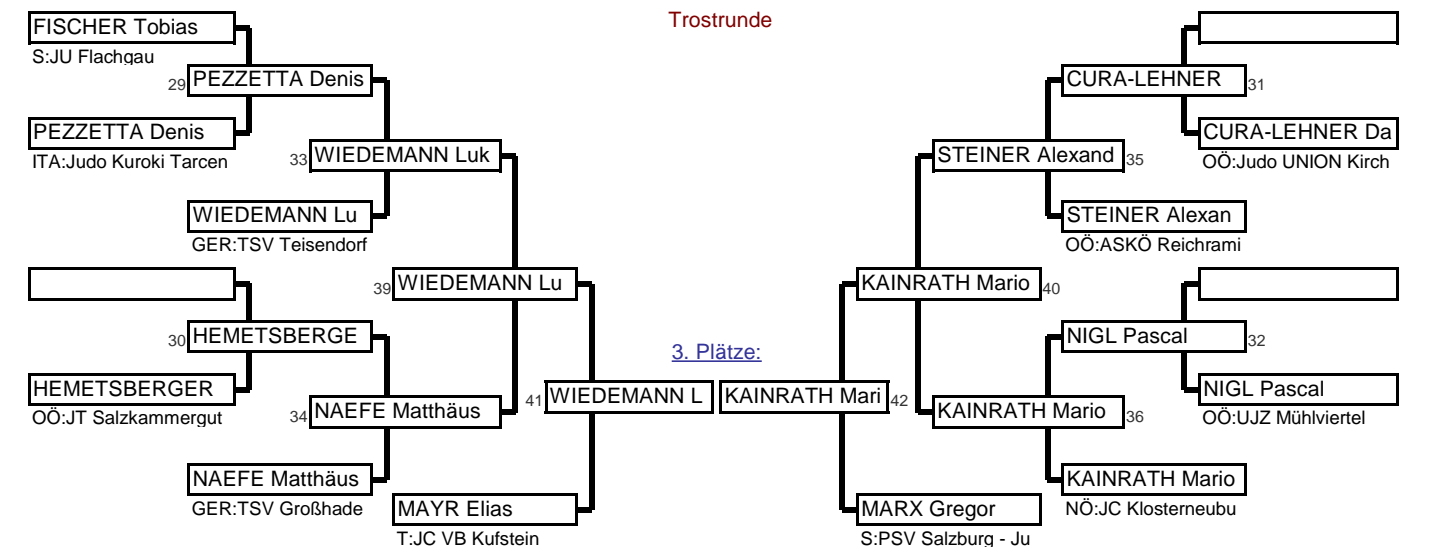 Trostrunde
FISCHER Tobias
S:JU Flachgau
29 PEZZETTA Denis
PEZZETTA Denis
ITA:Judo Kuroki Tarcen
33 WIEDEMANN Luk
WIEDEMANN Lu
GER:TSV Teisendorf
39 WIEDEMANN Lu
30 HEMETSBERGE
HEMETSBERGER
OÖ:JT Salzkammergut
34 NAEFE Matthäus
NAEFE Matthäus
GER:TSV Großhade
41 WIEDEMANN L
MAYR Elias
T:JC VB Kufstein
3. Plätze:
CURA-LEHNER 31
CURA-LEHNER Da
OÖ:Judo UNION Kirch
STEINER Alexand 35
STEINER Alexan
OÖ:ASKÖ Reichrami
KAINRATH Mario 40
NIGL Pascal 32
NIGL Pascal
OÖ:UJZ Mühlviertel
KAINRATH Mari 42
KAINRATH Mario 36
KAINRATH Mario
NÖ:JC Klosterneubu
MARX Gregor
S:PSV Salzburg - Ju